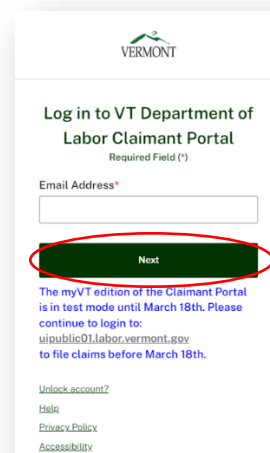 VERMONT
Log in to VT Department of
Labor Claimant Portal
Required Field (*)
Email Address*
Next
The myVT edition of the Claimant Portal
is in test mode until March 18th. Please
continue to login to:
uipublic01.labor.vermont.gov
to file claims before March 18th.
Unlock account?
Help
Privacy Policy
Accessibility